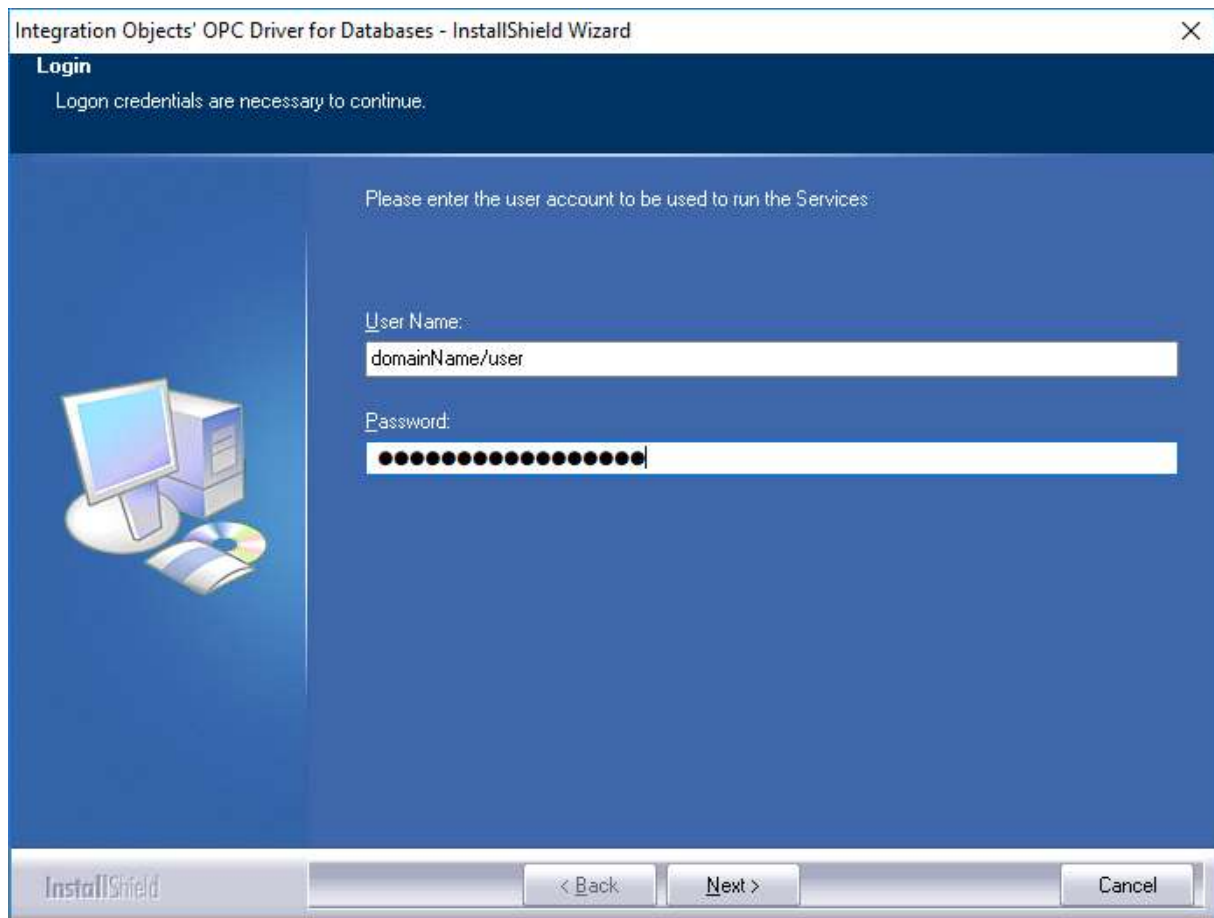 Integration Objects' OPC Driver for Databases - InstallShield Wizard
Login
Logon credentials are necessary to continue.
Please enter the user account to be used to run the Services
User Name:
domainName/user
Password:
●●●●●●●●●●●●●●●●●
InstallShield
< Back
Next >
Cancel